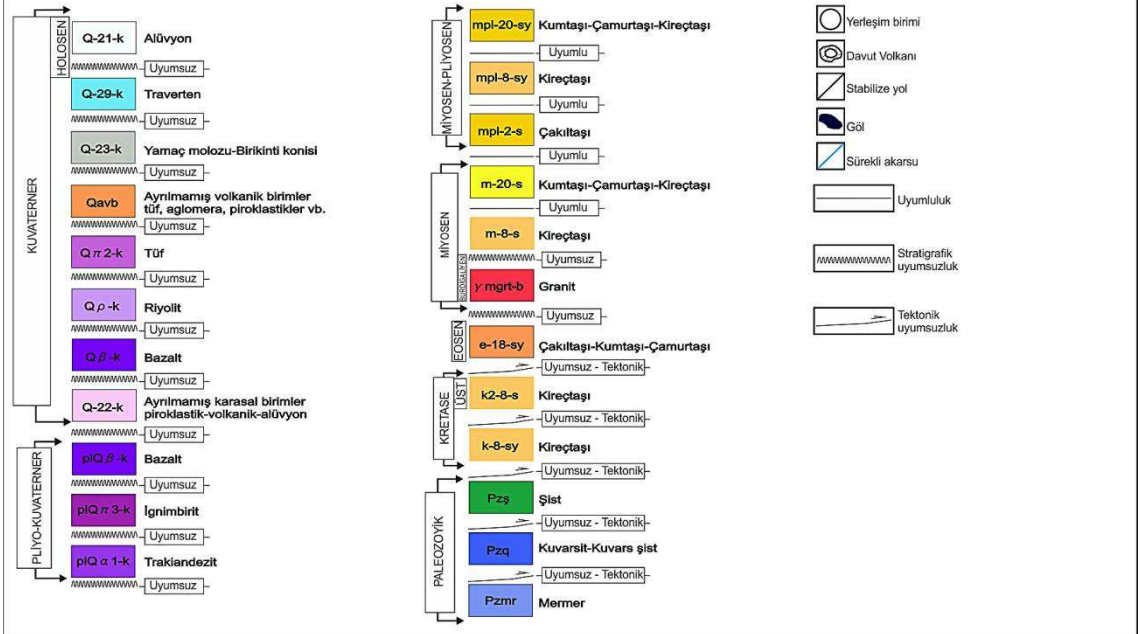 KUVATERNER
HOLOSEN
Q-21-k Alüvyon
Uyumsuz
Q-29-k Traverten
Uyumsuz
Q-23-k Yamaç molozu-Birikinti konisi
Uyumsuz
Qavb Ayrılmamış volkanik birimler
tüf, aglomera, piroklastikler vb.
Uyumsuz
Q π 2-k Tüf
Uyumsuz
Q ρ -k Riyolit
Uyumsuz
Q β -k Bazalt
Uyumsuz
Q-22-k Ayrılmamış karasal birimler
piroklastik-volkanik-alüvyon
Uyumsuz
PLİYO-KUVATERNER
plQ β -k Bazalt
Uyumsuz
plQ π 3-k İgnimbirit
Uyumsuz
plQ α 1-k Trakiandezit
Uyumsuz
MİYOSEN-PLİYOSEN
mpl-20-sy Kumtaşı-Çamurtaşı-Kireçtaşı
Uyumlu
mpl-8-sy Kireçtaşı
Uyumlu
mpl-2-s Çakıltaşı
Uyumlu
MİYOSEN
m-20-s Kumtaşı-Çamurtaşı-Kireçtaşı
Uyumlu
m-8-s Kireçtaşı
Uyumsuz
γ mgrt-b Granit
Uyumsuz
EOSEN
e-18-sy Çakıltaşı-Kumtaşı-Çamurtaşı
Uyumsuz - Tektonik
KRETASE
ÜST
k2-8-s Kireçtaşı
Uyumsuz - Tektonik
k-8-sy Kireçtaşı
Uyumsuz - Tektonik
PALEOZOYİK
Pzş Şist
Uyumsuz - Tektonik
Pzq Kuvarsit-Kuvars şist
Uyumsuz - Tektonik
Pzmr Mermer
Yerleşim birimi
Davut Volkanı
Stabilize yol
Göl
Sürekli akarsu
Uyumluluk
Stratigrafik
uyumsuzluk
Tektonik
uyumsuzluk